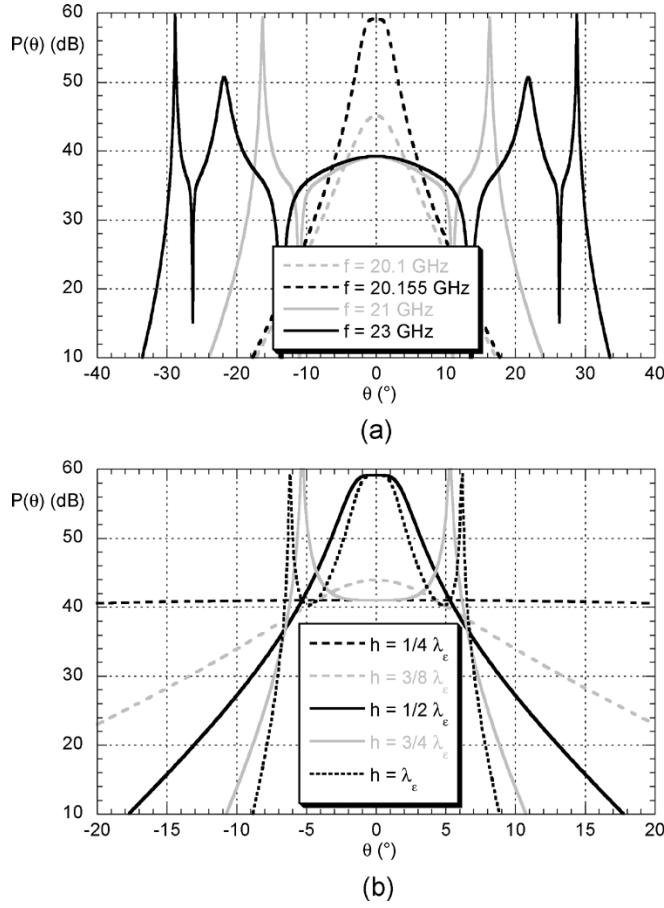 60
P(θ) (dB)
50
40
30
20
10
f = 20.1 GHz
f = 20.155 GHz
f = 21 GHz
f = 23 GHz
-40 -30 -20 -10 0 10 20 30 40
θ (°)
(a)
60
P(θ) (dB)
50
40
30
20
10
h = 1/4 λε
h = 3/8 λε
h = 1/2 λε
h = 3/4 λε
h = λε
-20 -15 -10 -5 0 5 10 15 20
θ (°)
(b)